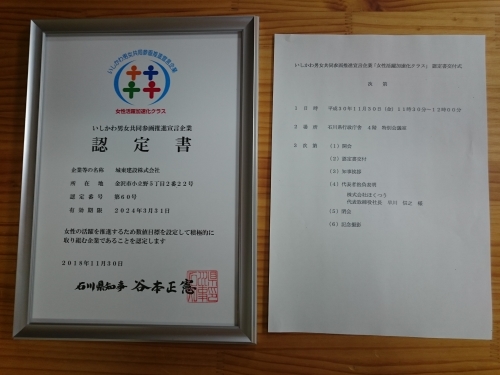 いしかわ男女共同参画推進宣言企業
女性活躍加速化クラス
いしかわ男女共同参画推進宣言企業
認定書
企業等の名称 城東建設株式会社
所在地 金沢市小立野5丁目2番22号
認定番号 第60号
有効期限 2024年3月31日
女性の活躍を推進するため数値目標を設定して積極的に
取り組む企業であることを認定します
2018年11月30日
石川県知事 谷本正憲
いしかわ男女共同参画推進宣言企業「女性活躍加速化クラス」認定書交付式
次第
1 日時 平成30年11月30日(金)11時30分~12時00分
2 場所 石川県行政庁舎 4階 特別会議室
3 次第 (1)開会
(2)認定書交付
(3)知事挨拶
(4)代表者取組表明
株式会社ほくつう
代表取締役社長
(5)閉会
(6)記念撮影